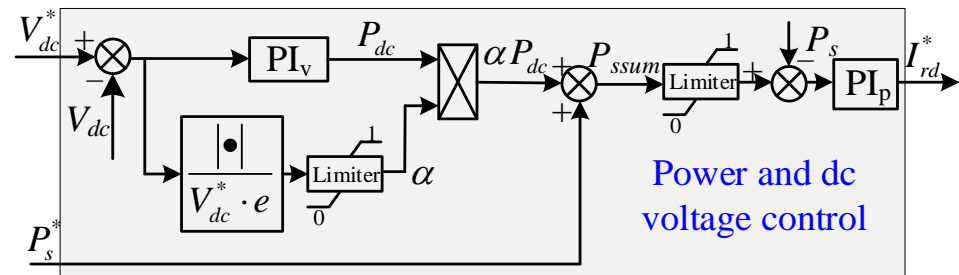 V*dc
+
−
Vdc
PIv
Pdc
|•|
V*dc · e
Limiter
1
0
α
αPdc
+
+
Pssum
Limiter
1
0
+
−
Ps
PIp
I*rd
P*s
Power and dc
voltage control